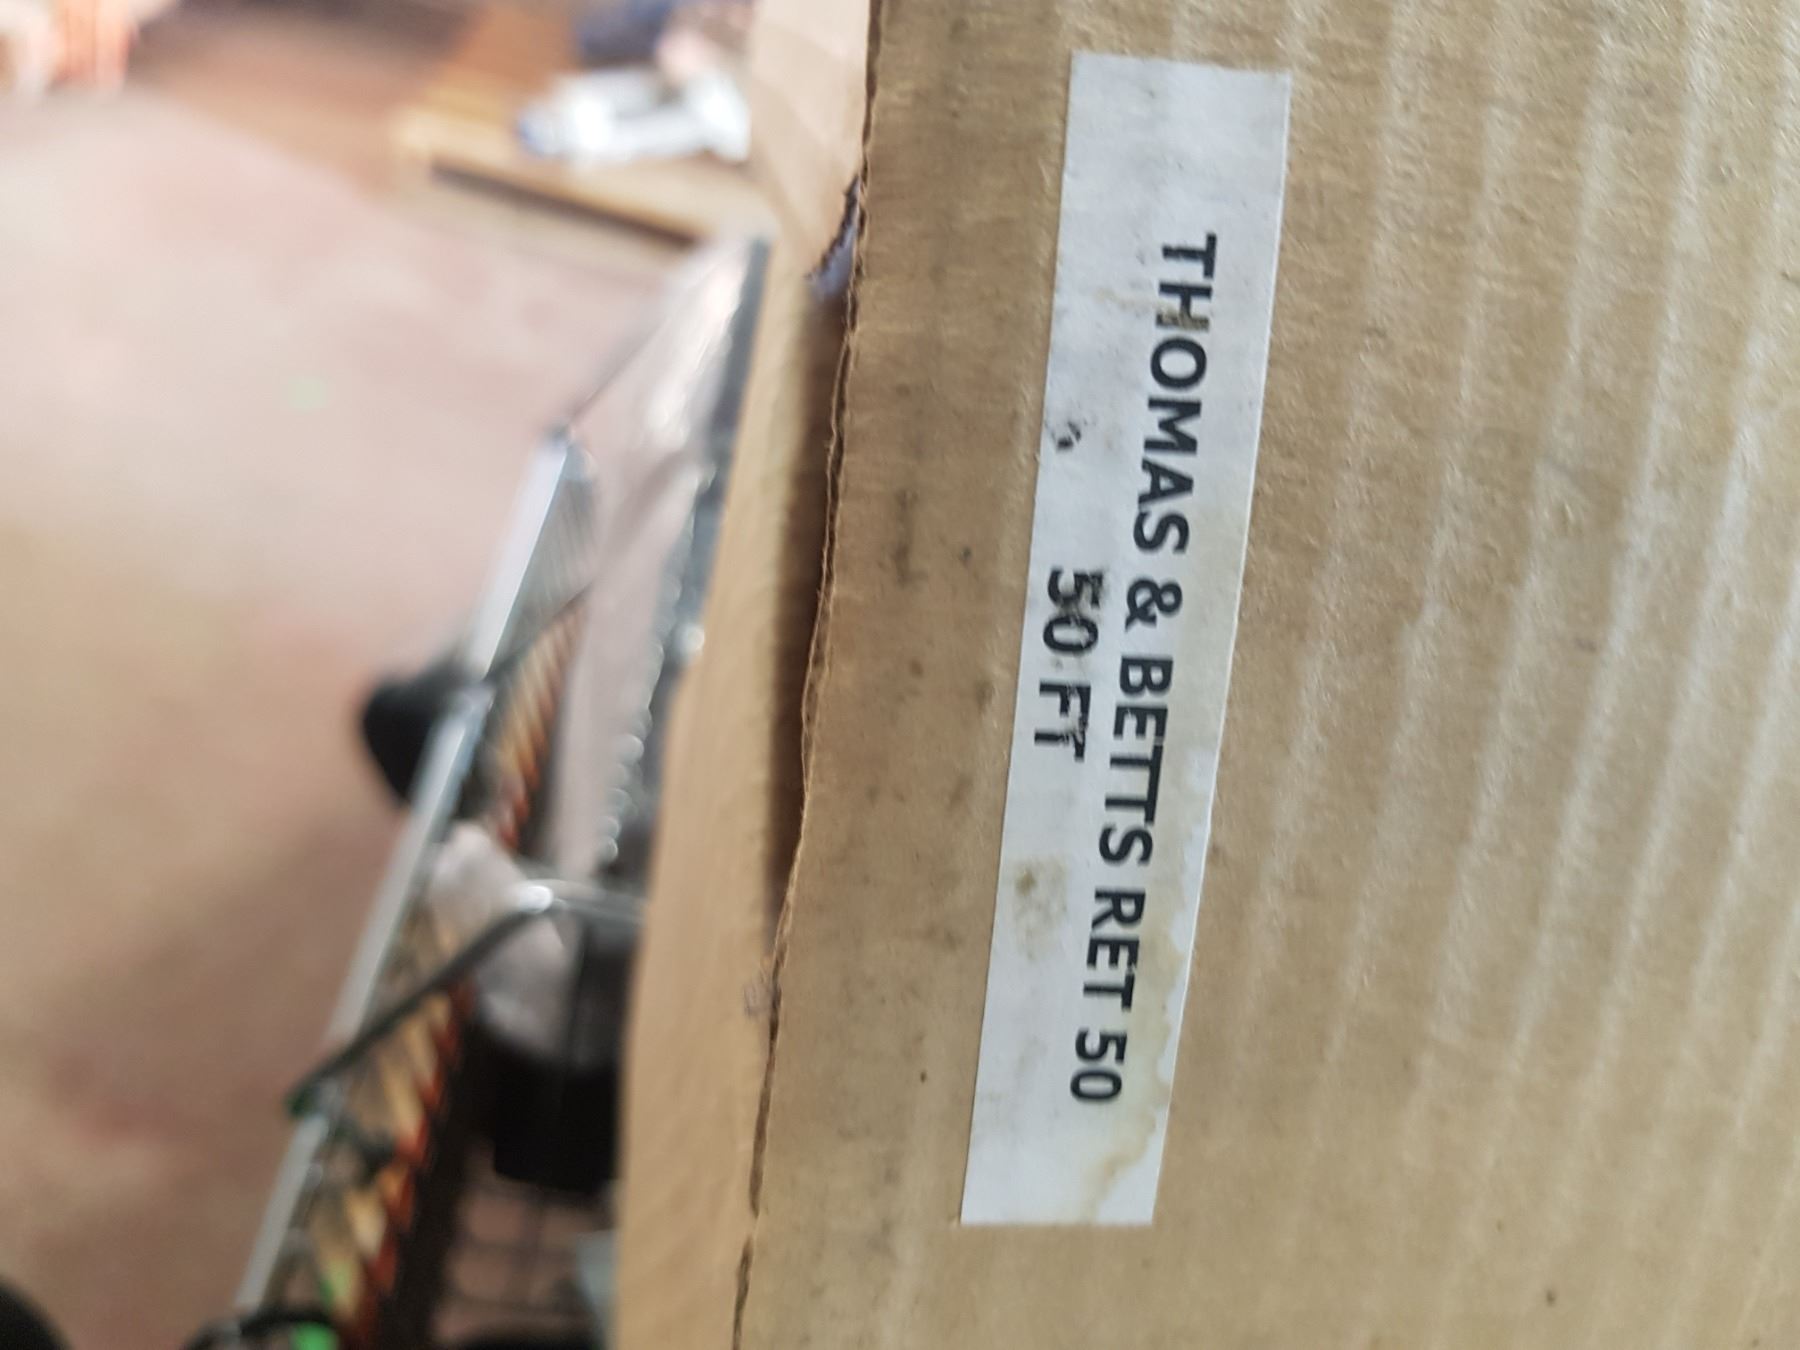 THOMAS & BETTS RET 50
50 FT